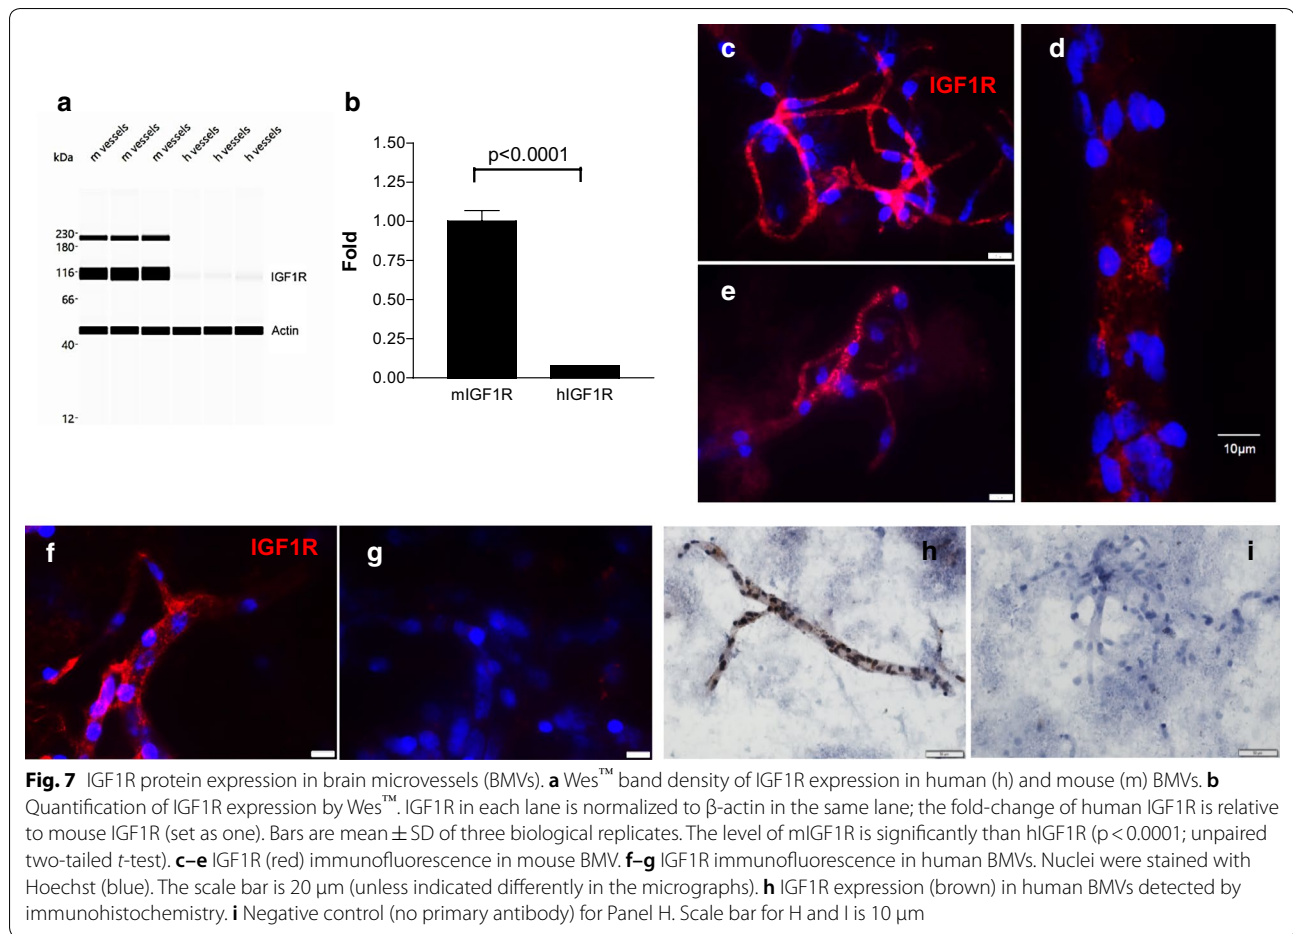 a
m vessels
m vessels
m vessels
h vessels
h vessels
h vessels
kDa
230-
180-
116-
66-
40-
12-
IGF1R
Actin
b
1.50
1.25
1.00
0.75
0.50
0.25
0.00
Fold
p<0.0001
mIGF1R
hIGF1R
c
IGF1R
d
10µm
e
f
IGF1R
g
h
i
Fig. 7 IGF1R protein expression in brain microvessels (BMVs). a Wes™ band density of IGF1R expression in human (h) and mouse (m) BMVs. b
Quantification of IGF1R expression by Wes™. IGF1R in each lane is normalized to β-actin in the same lane; the fold-change of human IGF1R is relative
to mouse IGF1R (set as one). Bars are mean ± SD of three biological replicates. The level of mIGF1R is significantly than hIGF1R (p < 0.0001; unpaired
two-tailed t-test). c–e IGF1R (red) immunofluorescence in mouse BMV. f–g IGF1R immunofluorescence in human BMVs. Nuclei were stained with
Hoechst (blue). The scale bar is 20 µm (unless indicated differently in the micrographs). h IGF1R expression (brown) in human BMVs detected by
immunohistochemistry. i Negative control (no primary antibody) for Panel H. Scale bar for H and I is 10 µm